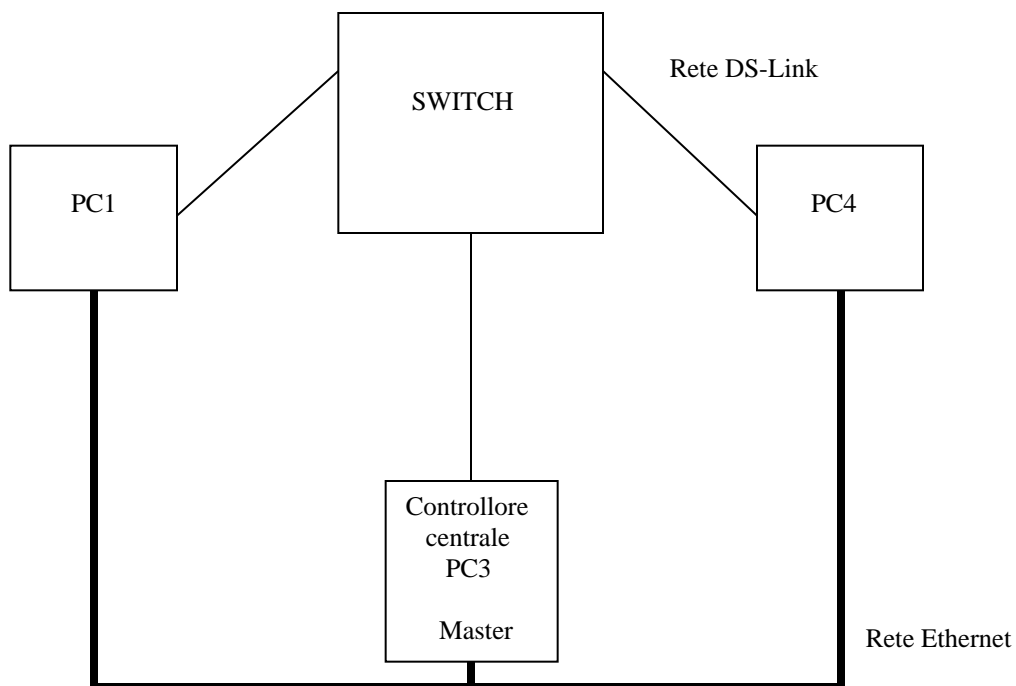 Rete DS-Link
SWITCH
PC1
PC4
Controllore
centrale
PC3
Master
Rete Ethernet